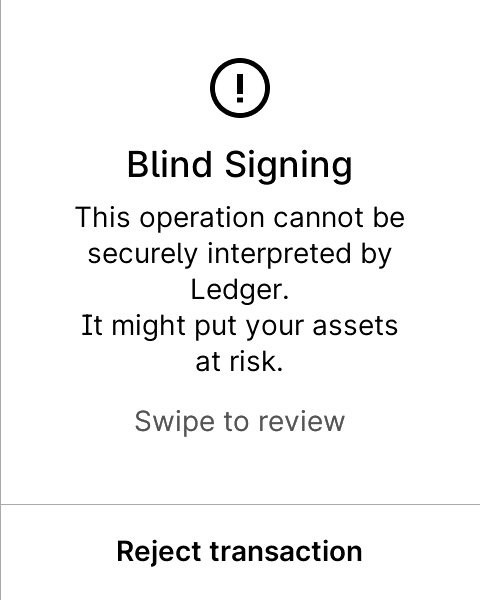 Blind Signing
This operation cannot be
securely interpreted by
Ledger.
It might put your assets
at risk.
Swipe to review
Reject transaction